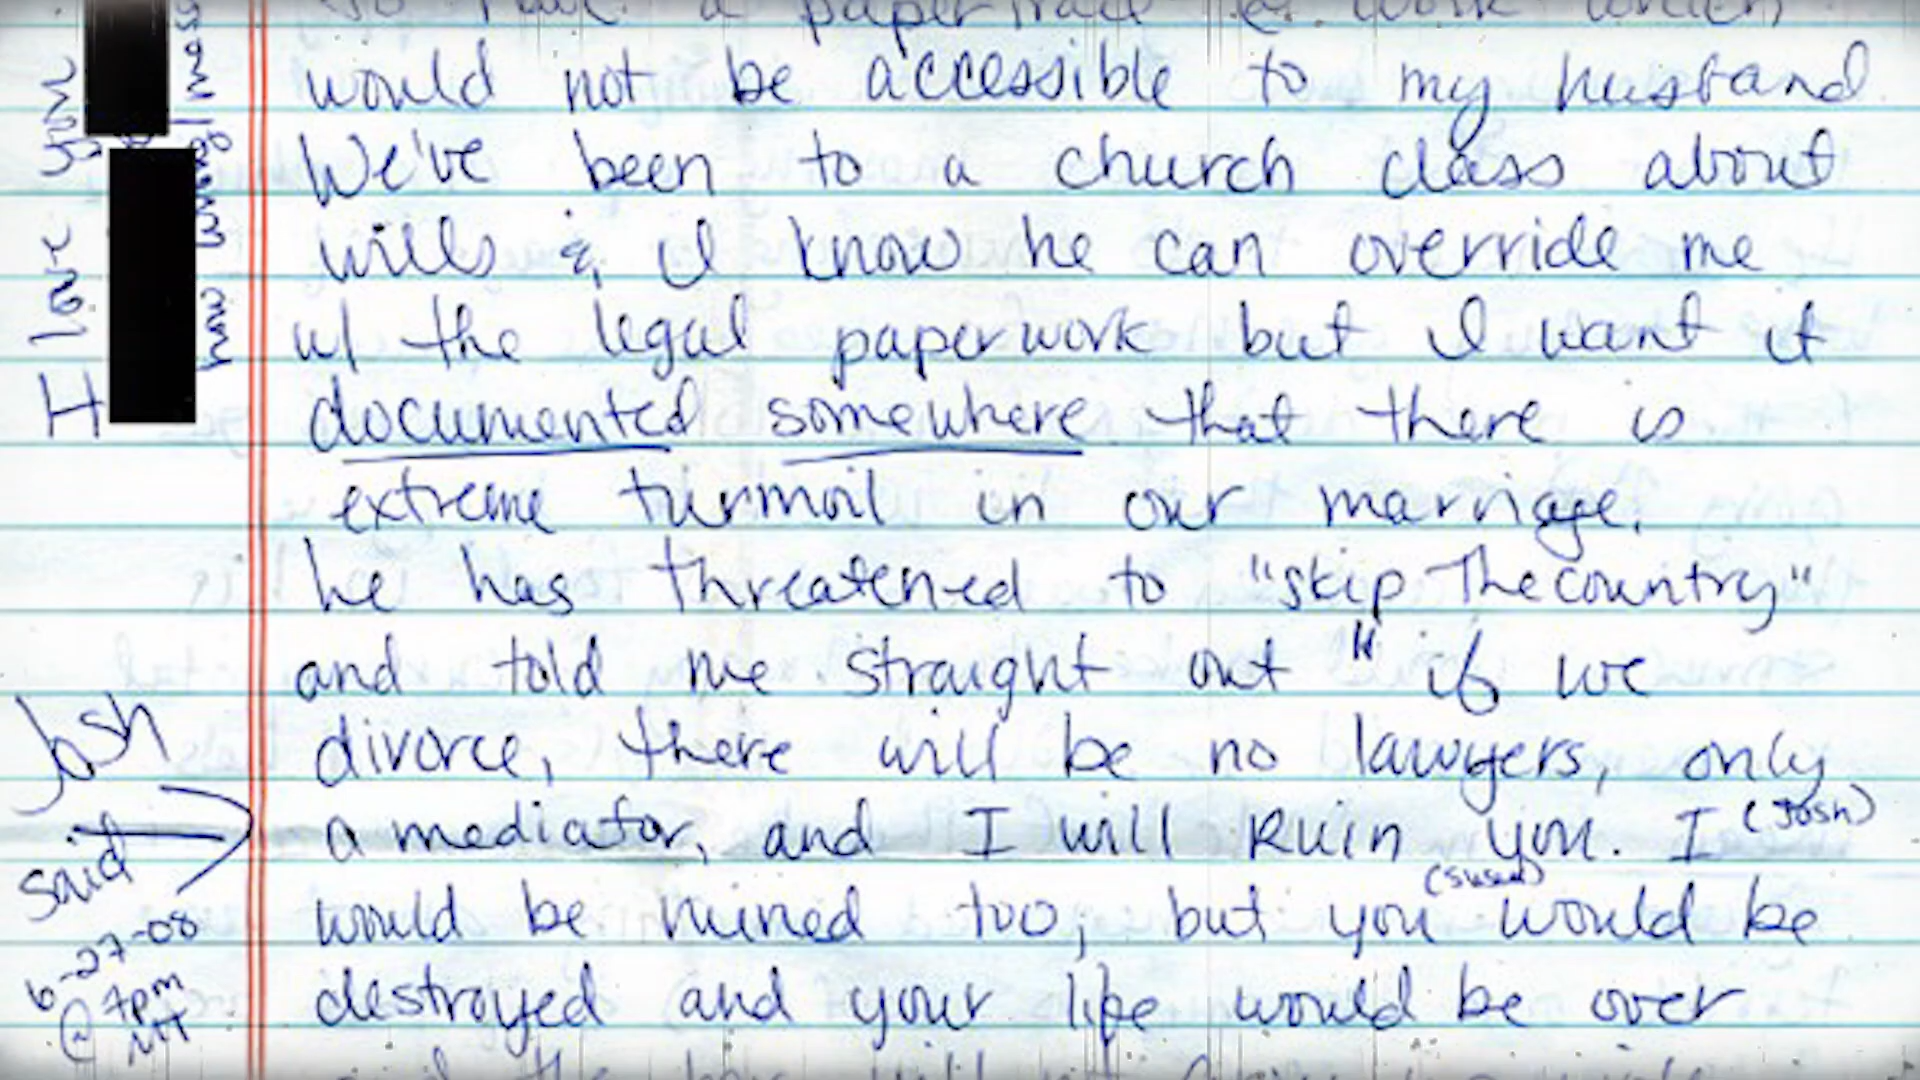 a papertrail @ work which
would not be accessible to my husband
We've been to a church class about
wills & I know he can override me
w/ the legal paperwork but I want it
documented somewhere that there is
extreme turmoil in our marriage.
he has threatened to "skip The country"
and told me straight out " if we
divorce, there will be no lawyers, only
a mediator, and I will Ruin you. I (Josh)
would be ruined too, but you (susan) would be
destroyed and your life would be over
Josh
said
6-27-08
@ 7pm
MT
H love you